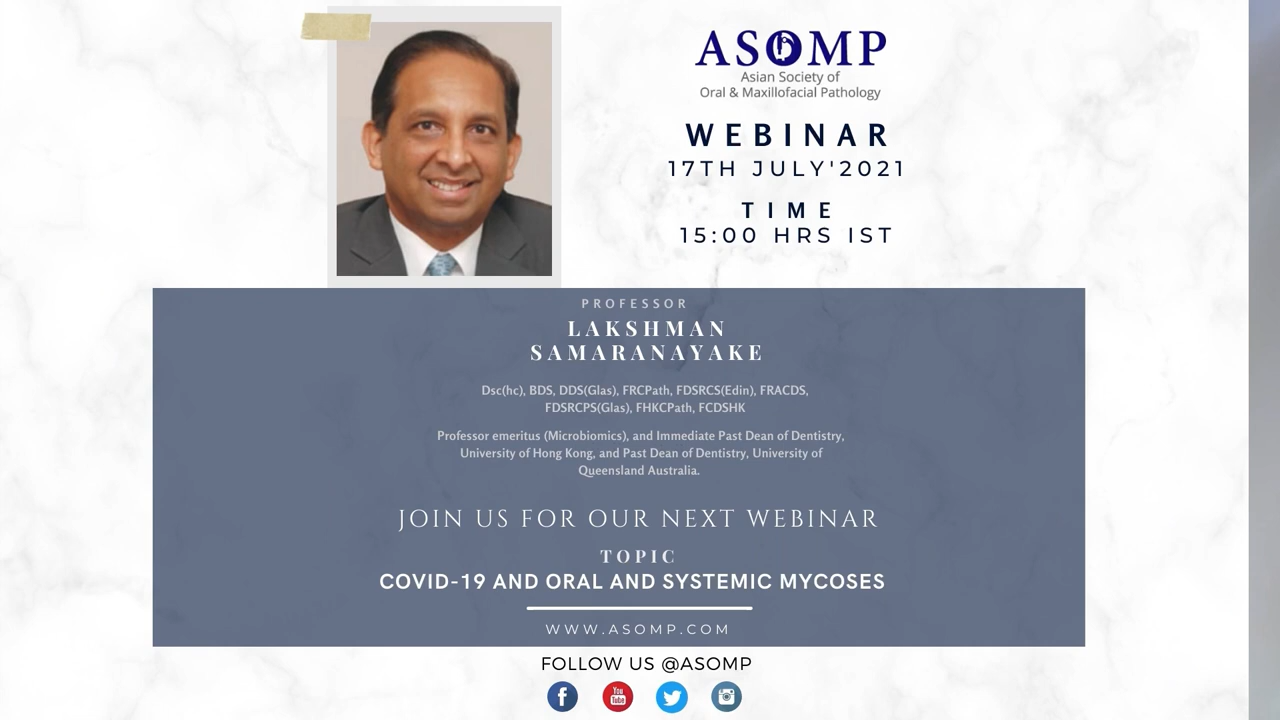 ASOMP
Asian Society of
Oral & Maxillofacial Pathology
WEBINAR
17TH JULY'2021
TIME
15:00 HRS IST
PROFESSOR
LAKSHMAN
SAMARANAYAKE
Dsc(hc), BDS, DDS(Glas), FRCPath, FDSRCS(Edin), FRACDS,
FDSRCPS(Glas), FHKCPath, FCDSHK
Professor emeritus (Microbiomics), and Immediate Past Dean of Dentistry,
University of Hong Kong, and Past Dean of Dentistry, University of
Queensland Australia.
JOIN US FOR OUR NEXT WEBINAR
TOPIC
COVID-19 AND ORAL AND SYSTEMIC MYCOSES
WWW.ASOMP.COM
FOLLOW US @ASOMP
f
You
Tube